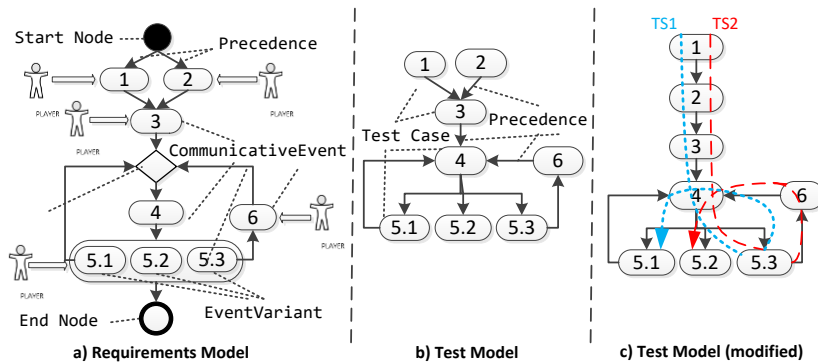 Start Node
Precedence
1
2
PLAYER
PLAYER
3
PLAYER
CommunicativeEvent
4
6
PLAYER
5.1
5.2
5.3
PLAYER
EventVariant
End Node
a) Requirements Model
1
2
3
Test Case
Precedence
4
6
5.1
5.2
5.3
b) Test Model
TS1
TS2
1
2
3
4
6
5.1
5.2
5.3
c) Test Model (modified)